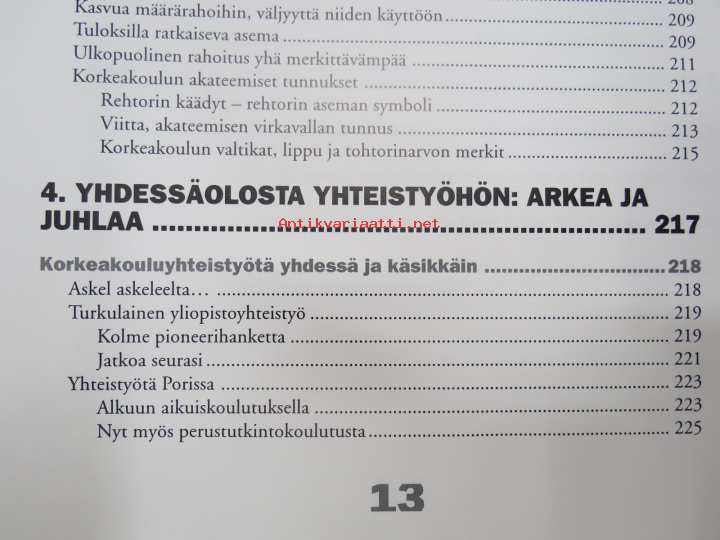 Kasvua määrärahoihin, väljyyttä niiden käyttöön 209
Tuloksilla ratkaiseva asema 209
Ulkopuolinen rahoitus yhä merkittävämpää 211
Korkeakoulun akateemiset tunnukset 212
Rehtorin käädyt – rehtorin aseman symboli 212
Viitta, akateemisen virkavallan tunnus 213
Korkeakoulun valtikat, lippu ja tohtorinarvon merkit 215
4. YHDESSÄOLOSTA YHTEISTYÖHÖN: ARKEA JA
JUHLAA 217
Antikvariaatti.net
Korkeakouluyhteistyötä yhdessä ja käsikkäin 218
Askel askeleelta… 218
Turkulainen yliopistoyhteistyö 219
Kolme pioneerihanketta 219
Jatkoa seurasi 221
Yhteistyötä Porissa 223
Alkuun aikuiskoulutuksella 223
Nyt myös perustutkintokoulutusta 225
13